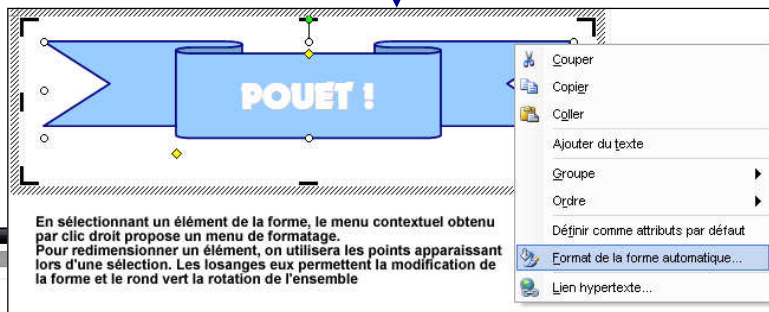 POUET !
Couper
Copier
Coller
Ajouter du texte
Groupe
Ordre
Définir comme attributs par défaut
Format de la forme automatique...
Lien hypertexte...
En sélectionnant un élément de la forme, le menu contextuel obtenu
par clic droit propose un menu de formatage.
Pour redimensionner un élément, on utilisera les points apparaissant
lors d'une sélection. Les losanges eux permettent la modification de
la forme et le rond vert la rotation de l'ensemble